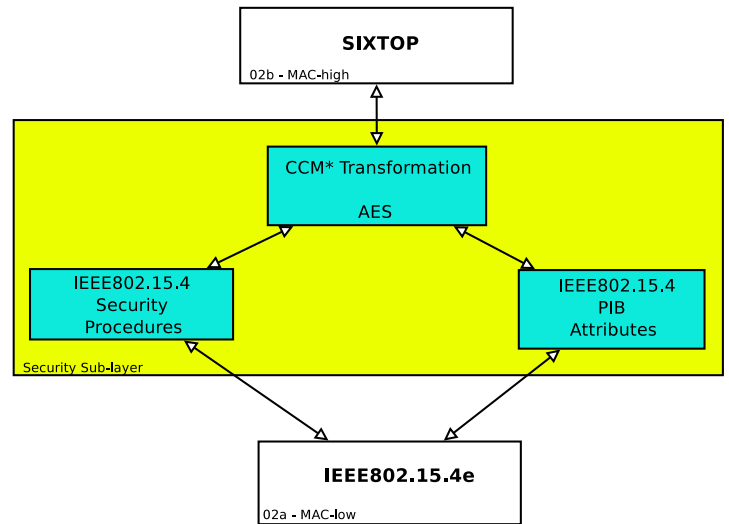 SIXTOP
02b - MAC-high
CCM* Transformation
AES
IEEE802.15.4
Security
Procedures
IEEE802.15.4
PIB
Attributes
Security Sub-layer
IEEE802.15.4e
02a - MAC-low